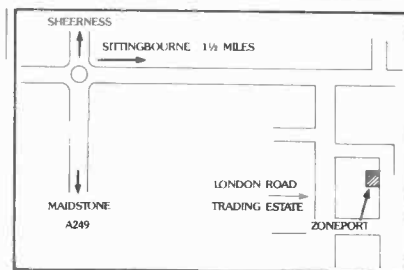 SHEERNESS
SITTINGBOURNE 1½ MILES
MAIDSTONE
A249
LONDON ROAD
TRADING ESTATE
ZONEPORT